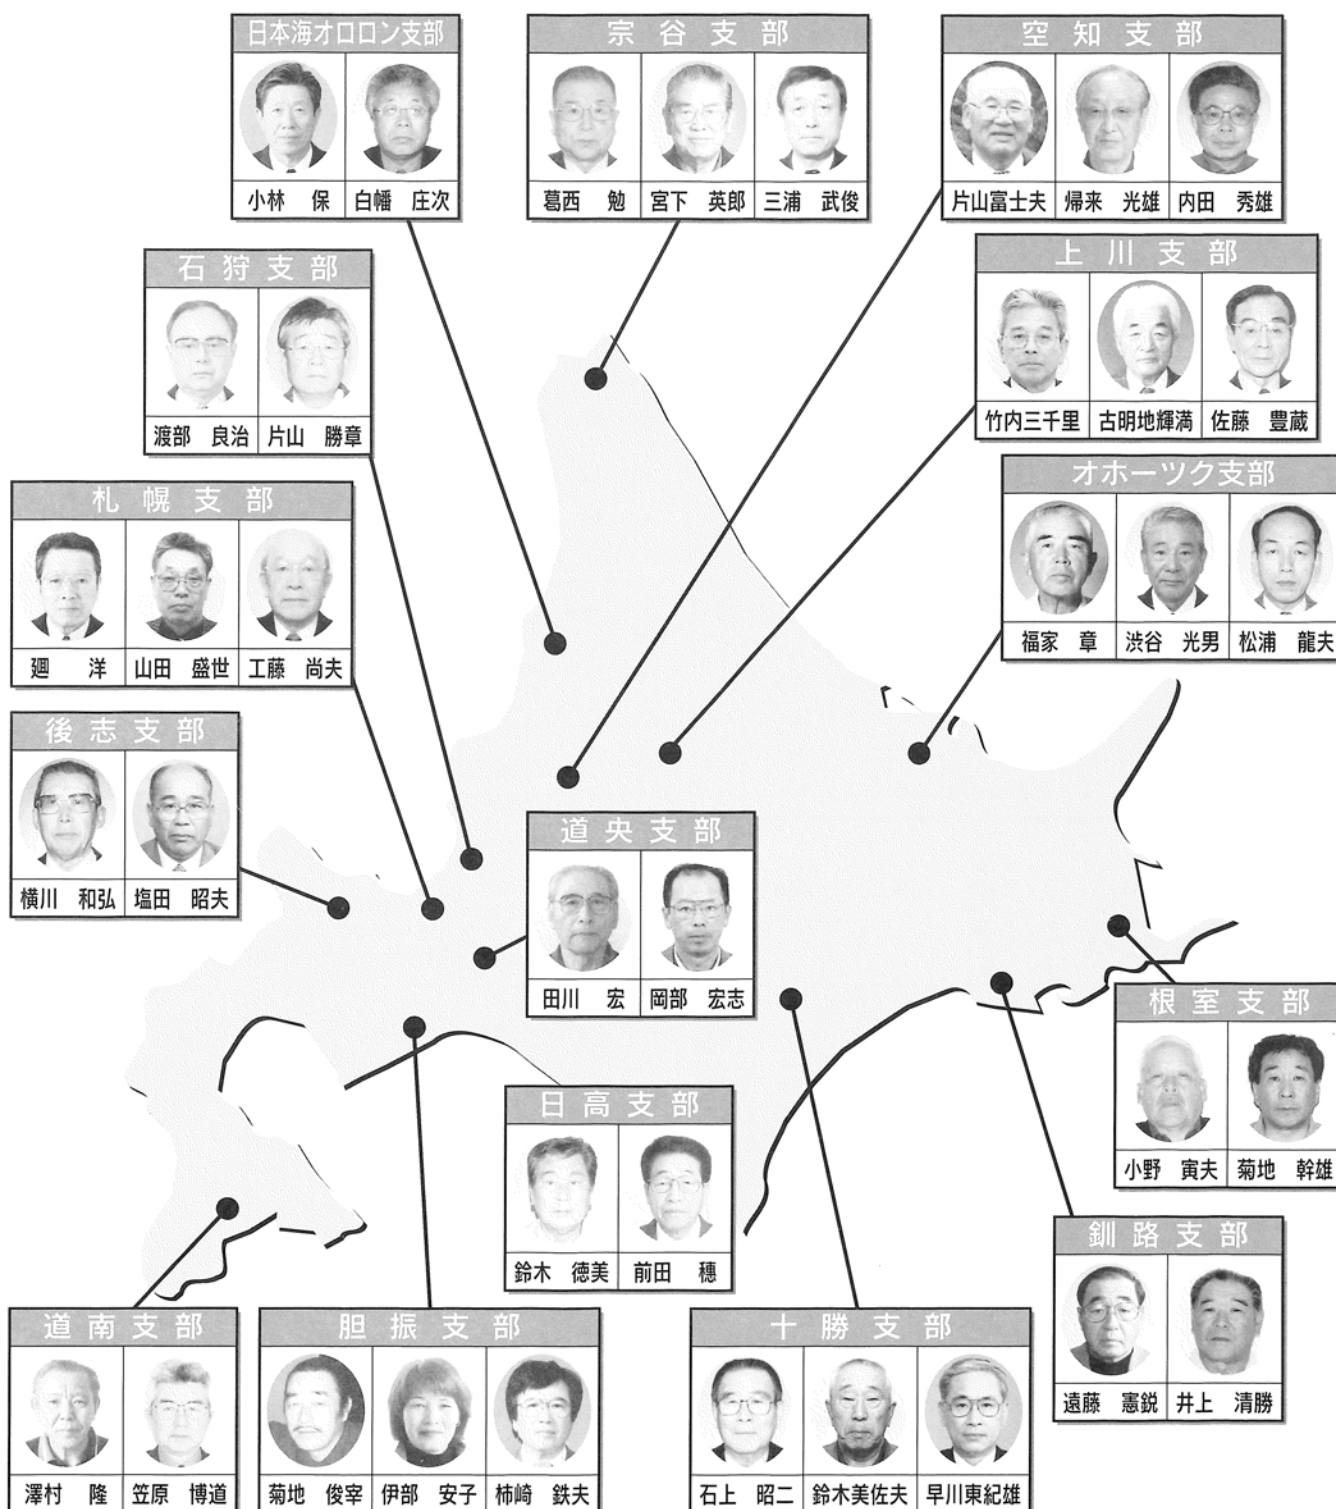 日本海オロロン支部
小林　保　白幡　庄次
宗谷支部
葛西　勉　宮下　英郎　三浦　武俊
空知支部
片山富士夫　帰来　光雄　内田　秀雄
石狩支部
渡部　良治　片山　勝章
上川支部
竹内三千里　古明地輝満　佐藤　豊蔵
札幌支部
廽　洋　山田　盛世　工藤　尚夫
オホーツク支部
福家　章　渋谷　光男　松浦　龍夫
後志支部
横川　和弘　塩田　昭夫
道央支部
田川　宏　岡部　宏志
根室支部
小野　寅夫　菊地　幹雄
日高支部
鈴木　徳美　前田　穗
釧路支部
遠藤　憲鋭　井上　清勝
道南支部
澤村　隆　笠原　博道
胆振支部
菊地　俊宰　伊部　安子　柿崎　鉄夫
十勝支部
石上　昭二　鈴木美佐夫　早川東紀雄